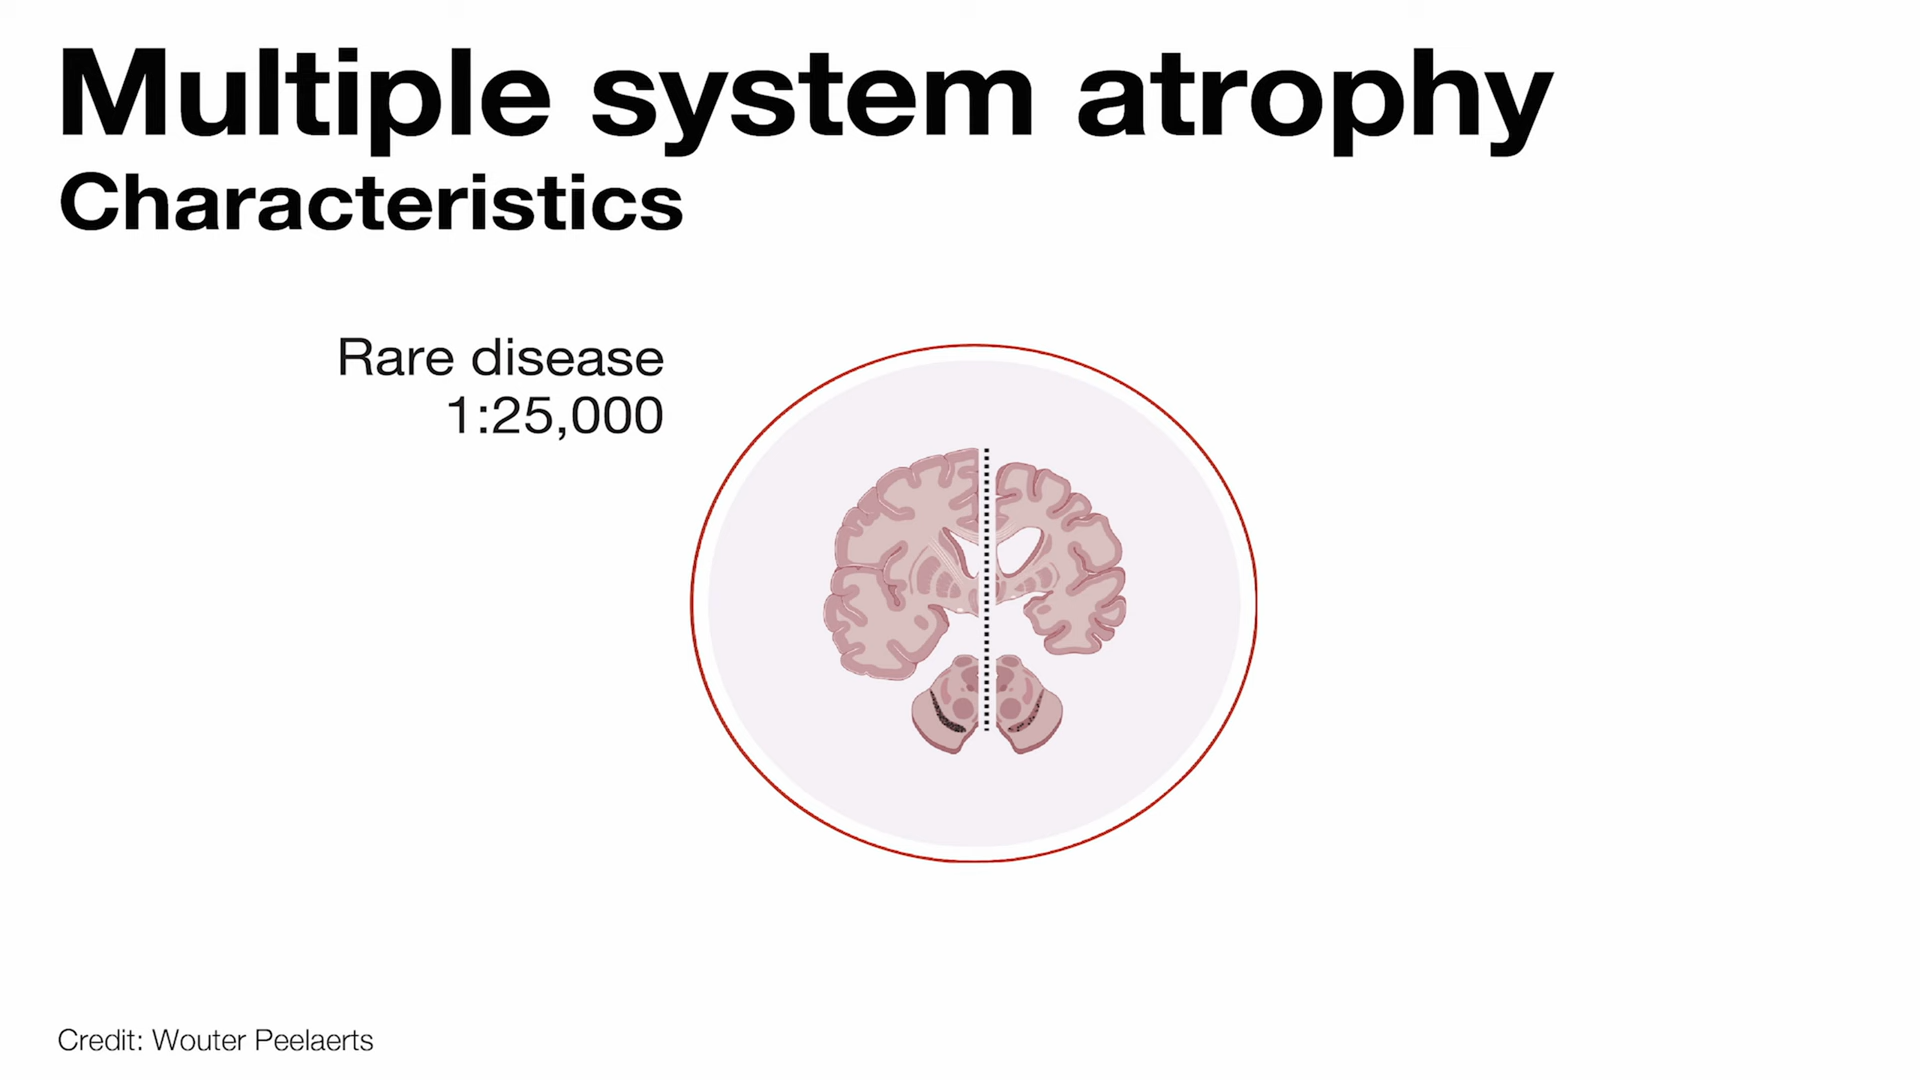 Multiple system atrophy
Characteristics
Rare disease
1:25,000
Credit: Wouter Peelaerts